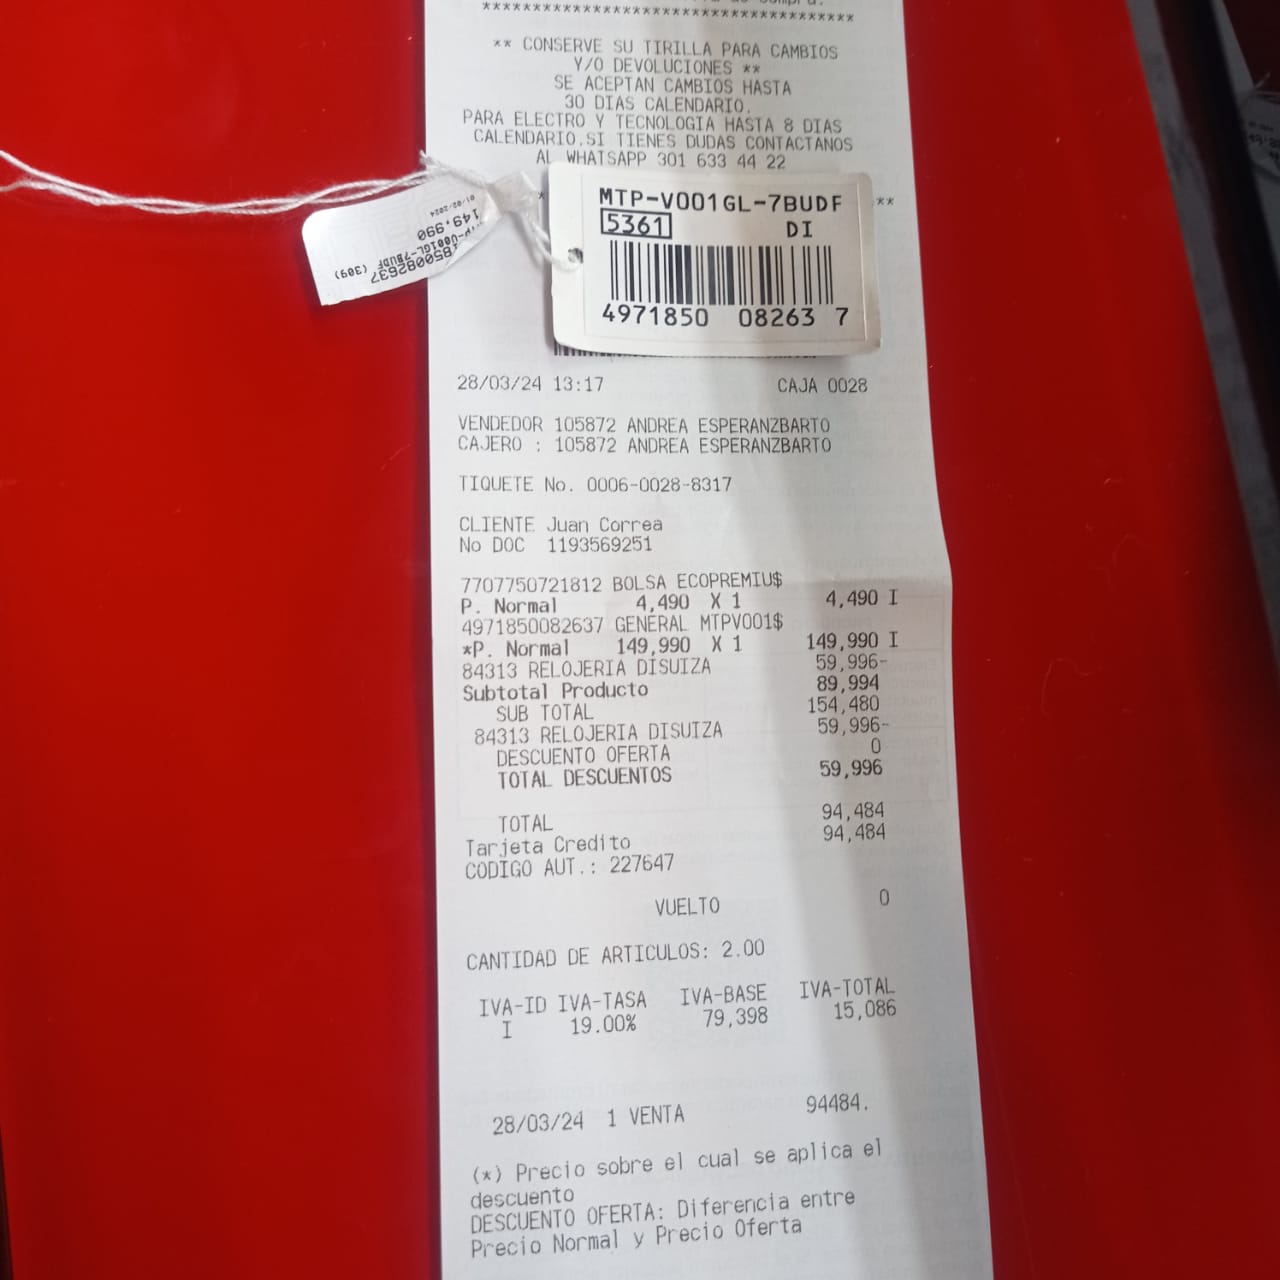 ************************************
** CONSERVE SU TIRILLA PARA CAMBIOS
Y/O DEVOLUCIONES **
SE ACEPTAN CAMBIOS HASTA
30 DIAS CALENDARIO.
PARA ELECTRO Y TECNOLOGIA HASTA 8 DIAS
CALENDARIO.SI TIENES DUDAS CONTACTANOS
AL WHATSAPP 301 633 44 22
MTP-V001GL-7BUDF
5361 DI
4971850 08263 7
01/02/2024
149,990
MTP-V001GL-7BUDF (309)
28/03/24 13:17 CAJA 0028
VENDEDOR 105872 ANDREA ESPERANZBARTO
CAJERO : 105872 ANDREA ESPERANZBARTO
TIQUETE No. 0006-0028-8317
CLIENTE Juan Correa
No DOC 1193569251
7707750721812 BOLSA ECOPREMIU$
P. Normal 4,490 X 1 4,490 I
4971850082637 GENERAL MTPV001$
*P. Normal 149,990 X 1 149,990 I
84313 RELOJERIA DISUIZA 59,996-
Subtotal Producto 89,994
SUB TOTAL 154,480
84313 RELOJERIA DISUIZA 59,996-
DESCUENTO OFERTA 0
TOTAL DESCUENTOS 59,996
TOTAL 94,484
Tarjeta Credito 94,484
CODIGO AUT.: 227647
VUELTO 0
CANTIDAD DE ARTICULOS: 2.00
IVA-ID IVA-TASA IVA-BASE IVA-TOTAL
I 19.00% 79,398 15,086
28/03/24 1 VENTA 94484.
(*) Precio sobre el cual se aplica el
descuento
DESCUENTO OFERTA: Diferencia entre
Precio Normal y Precio Oferta